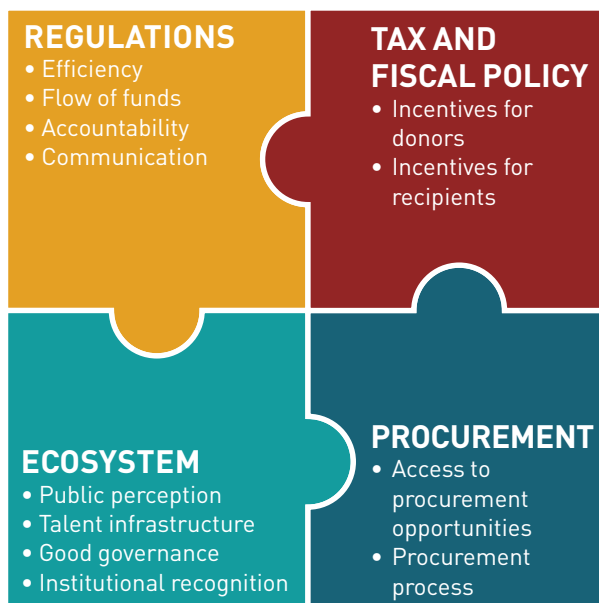 REGULATIONS
• Efficiency
• Flow of funds
• Accountability
• Communication
TAX AND
FISCAL POLICY
• Incentives for
donors
• Incentives for
recipients
ECOSYSTEM
• Public perception
• Talent infrastructure
• Good governance
• Institutional recognition
PROCUREMENT
• Access to
procurement
opportunities
• Procurement
process